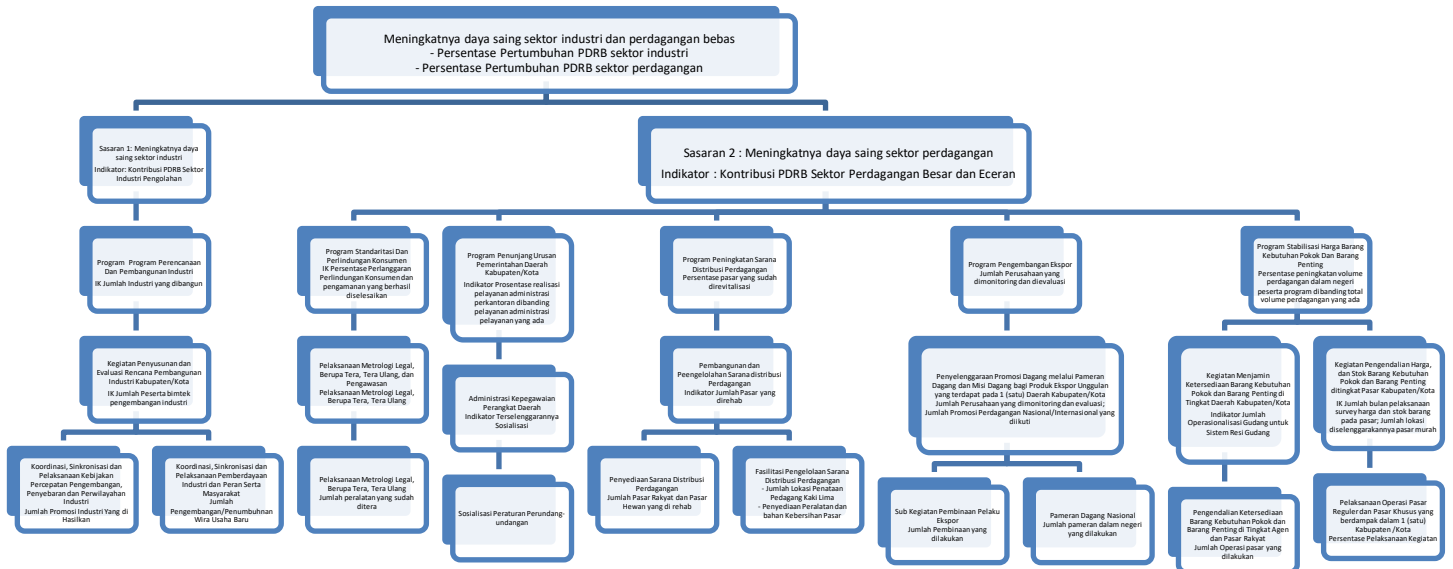 Meningkatnya daya saing sektor industri dan perdagangan bebas
- Persentase Pertumbuhan PDRB sektor industri
- Persentase Pertumbuhan PDRB sektor perdagangan
Sasaran 1: Meningkatnya daya
saing sektor industri
Indikator: Kontribusi PDRB Sektor
Industri Pengolahan
Sasaran 2 : Meningkatnya daya saing sektor perdagangan
Indikator : Kontribusi PDRB Sektor Perdagangan Besar dan Eceran
Program Program Perencanaan
Dan Pembangunan Industri
IK Jumlah Industri yang dibangun
Program Standaritasi Dan
Perlindungan Konsumen
IK Persentase Perlanggaran
Perlindungan Konsumen dan
pengamanan yang berhasil
diselesaikan
Program Penunjang Urusan
Pemerintahan Daerah
Kabupaten/Kota
Indikator Prosentase realisasi
pelayanan administrasi
perkantoran dibanding
pelayanan administrasi
pelayanan yang ada
Program Peningkatan Sarana
Distribusi Perdagangan
Persentase pasar yang sudah
direvitalisasi
Program Pengembangan Ekspor
Jumlah Perusahaan yang
dimonitoring dan dievaluasi
Program Stabilisasi Harga Barang
Kebutuhan Pokok Dan Barang
Penting
Persentase peningkatan volume
perdagangan dalam negeri
peserta program dibanding total
volume perdagangan yang ada
Kegiatan Penyusunan dan
Evaluasi Rencana Pembangunan
Industri Kabupaten/Kota
IK Jumlah Peserta bimtek
pengembangan industri
Pelaksanaan Metrologi Legal,
Berupa Tera, Tera Ulang, dan
Pengawasan
Pelaksanaan Metrologi Legal,
Berupa Tera, Tera Ulang
Administrasi Kepegawaian
Perangkat Daerah
Indikator Terselenggarannya
Sosialisasi
Pembangunan dan
Peengelolahan Sarana distribusi
Perdagangan
Indikator Jumlah Pasar yang
direhab
Penyelenggaraan Promosi Dagang melalui Pameran
Dagang dan Misi Dagang bagi Produk Ekspor Unggulan
yang terdapat pada 1 (satu) Daerah Kabupaten/Kota
Jumlah Perusahaan yang dimonitoring dan evaluasi;
Jumlah Promosi Perdagangan Nasional/Internasional yang
diikuti
Kegiatan Menjamin
Ketersediaan Barang Kebutuhan
Pokok dan Barang Penting di
Tingkat Daerah Kabupaten/Kota
Indikator Jumlah
Operasionalisasi Gudang untuk
Sistem Resi Gudang
Kegiatan Pengendalian Harga,
dan Stok Barang Kebutuhan
Pokok dan Barang Penting
ditingkat Pasar Kabupaten/Kota
IK Jumlah bulan pelaksanaan
survey harga dan stok barang
pada pasar; Jumlah lokasi
diselenggarakannya pasar murah
Koordinasi, Sinkronisasi dan
Pelaksanaan Kebijakan
Percepatan Pengembangan,
Penyebaran dan Perwilayahan
Industri
Jumlah Promosi Industri Yang di
Hasilkan
Koordinasi, Sinkronisasi dan
Pelaksanaan Pemberdayaan
Industri dan Peran Serta
Masyarakat
Jumlah
Pengembangan/Penumbuhnan
Wira Usaha Baru
Pelaksanaan Metrologi Legal,
Berupa Tera, Tera Ulang
Jumlah peralatan yang sudah
ditera
Sosialisasi Peraturan Perundang-
undangan
Penyediaan Sarana Distribusi
Perdagangan
Jumlah Pasar Rakyat dan Pasar
Hewan yang di rehab
Fasilitasi Pengelolaan Sarana
Distribusi Perdagangan
- Jumlah Lokasi Penataan
Pedagang Kaki Lima
- Penyediaan Peralatan dan
bahan Kebersihan Pasar
Sub Kegiatan Pembinaan Pelaku
Ekspor
Jumlah Pembinaan yang
dilakukan
Pameran Dagang Nasional
Jumlah pameran dalam negeri
yang dilakukan
Pengendalian Ketersediaan
Barang Kebutuhan Pokok dan
Barang Penting di Tingkat Agen
dan Pasar Rakyat
Jumlah Operasi pasar yang
dilakukan
Pelaksanaan Operasi Pasar
Reguler dan Pasar Khusus yang
berdampak dalam 1 (satu)
Kabupaten /Kota
Persentase Pelaksanaan Kegiatan